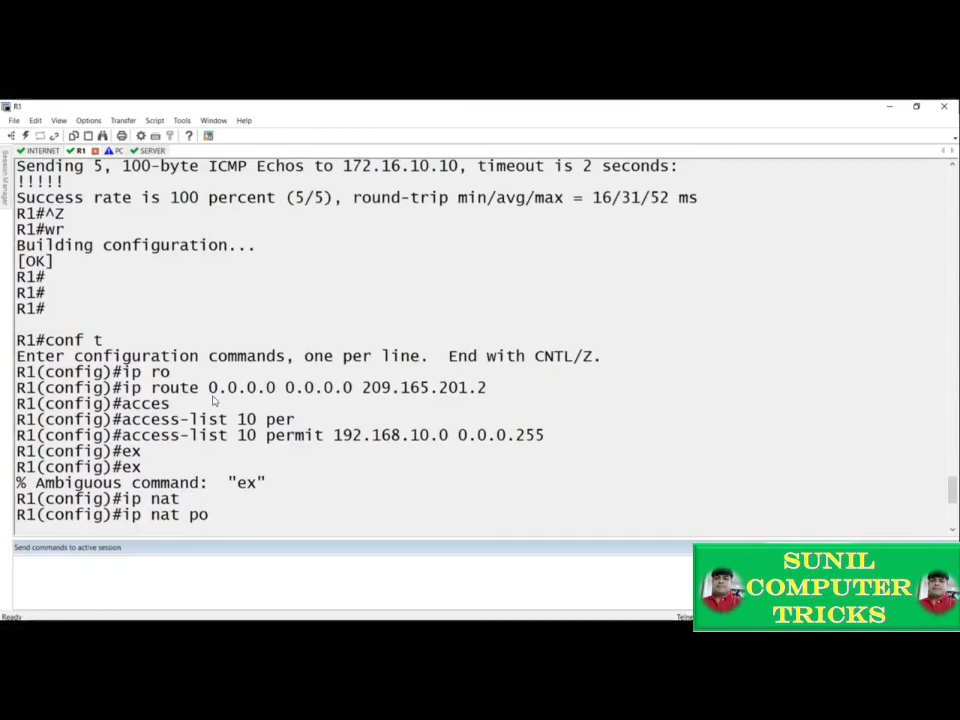 R1
File Edit View Options Transfer Script Tools Window Help
INTERNET R1 PC SERVER
Session Manager
Sending 5, 100-byte ICMP Echos to 172.16.10.10, timeout is 2 seconds:
!!!!!
Success rate is 100 percent (5/5), round-trip min/avg/max = 16/31/52 ms
R1#^Z
R1#wr
Building configuration...
[OK]
R1#
R1#
R1#
R1#conf t
Enter configuration commands, one per line.  End with CNTL/Z.
R1(config)#ip ro
R1(config)#ip route 0.0.0.0 0.0.0.0 209.165.201.2
R1(config)#acces
R1(config)#access-list 10 per
R1(config)#access-list 10 permit 192.168.10.0 0.0.0.255
R1(config)#ex
R1(config)#ex
% Ambiguous command:  "ex"
R1(config)#ip nat
R1(config)#ip nat po
Send commands to active session
Ready Telne
SUNIL
COMPUTER
TRICKS